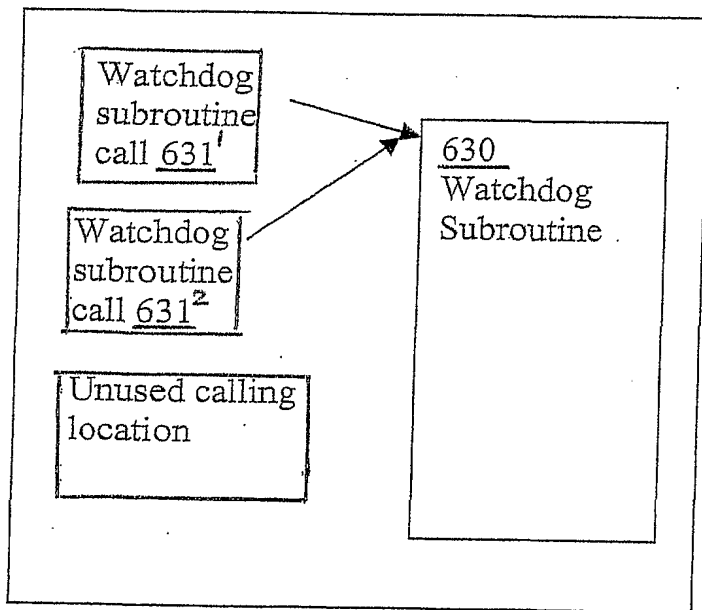 Watchdog
subroutine
call 631¹
Watchdog
subroutine
call 631²
Unused calling
location
630
Watchdog
Subroutine